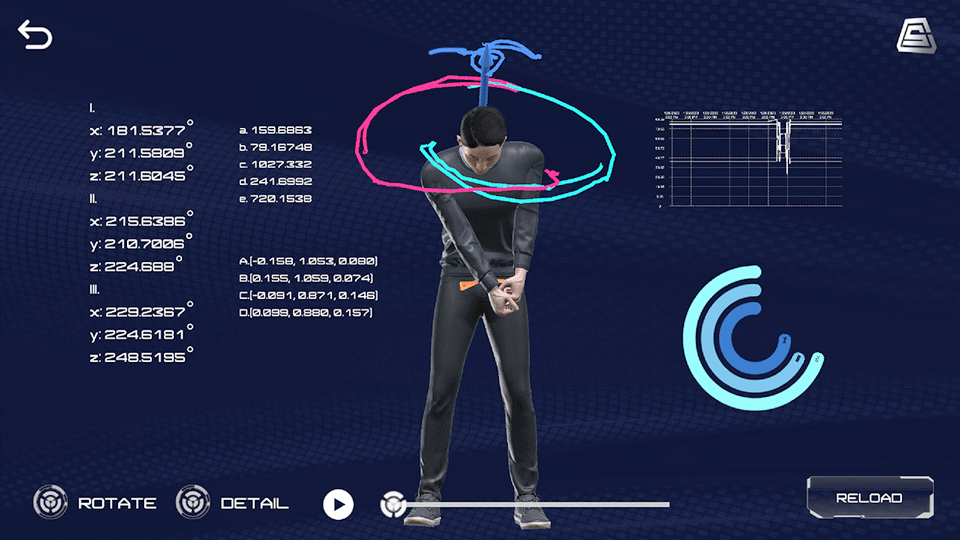 I.
x: 181.5377°
y: 211.5809°
z: 211.6045°
II.
x: 215.6386°
y: 210.7006°
z: 224.688°
III.
x: 229.2367°
y: 224.6181°
z: 248.5195°
a. 159.6863
b. 79.16748
c. 1027.332
d. 241.6992
e. 720.1538
A.(-0.158, 1.053, 0.080)
B.(0.155, 1.059, 0.074)
C.(-0.091, 0.871, 0.146)
D.(0.099, 0.880, 0.157)
ROTATE
DETAIL
RELOAD